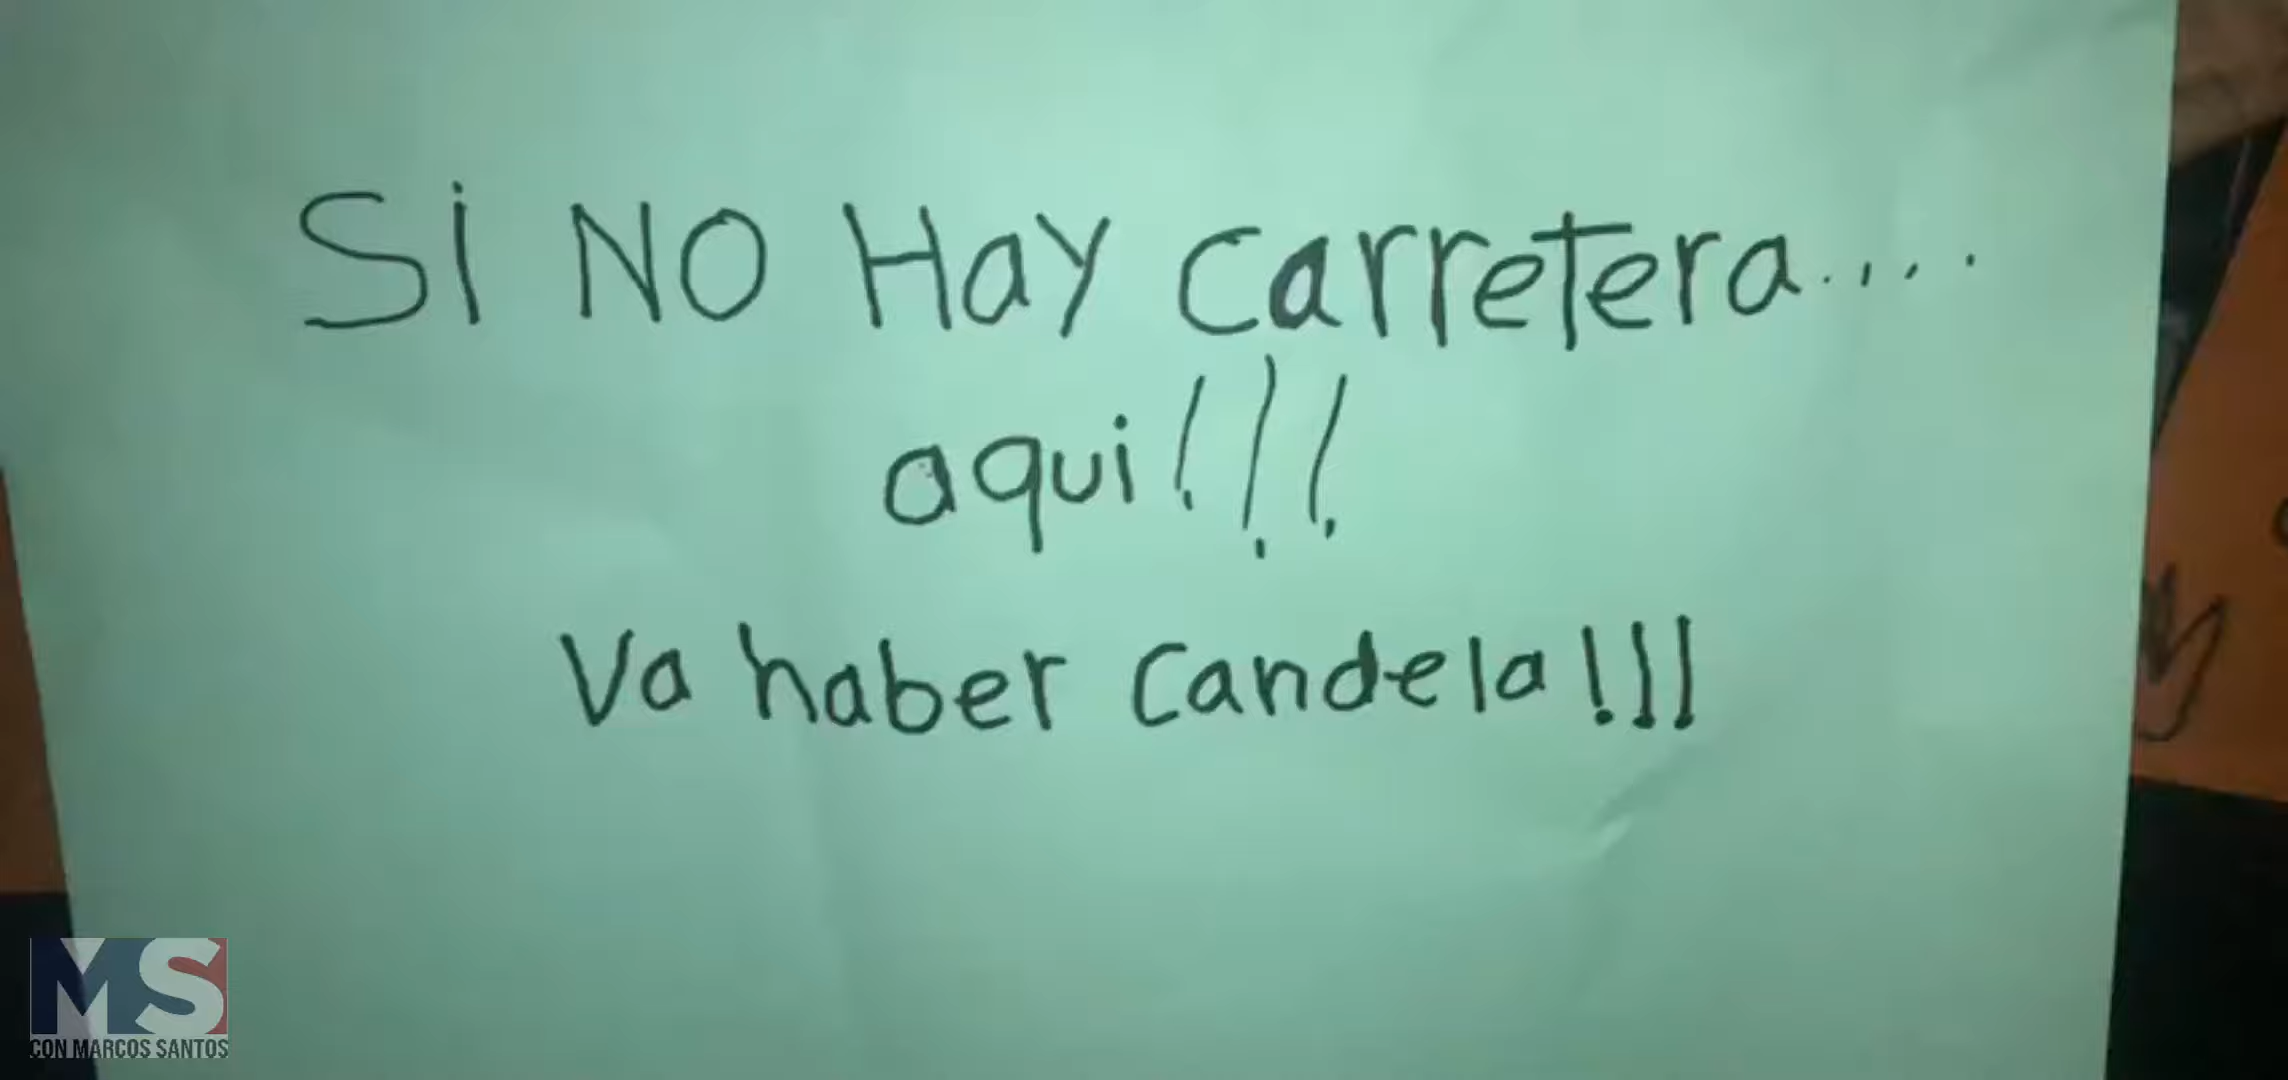 Si NO Hay carretera....
aqui!!!
Va haber candela!!!
MS
CON MARCOS SANTOS